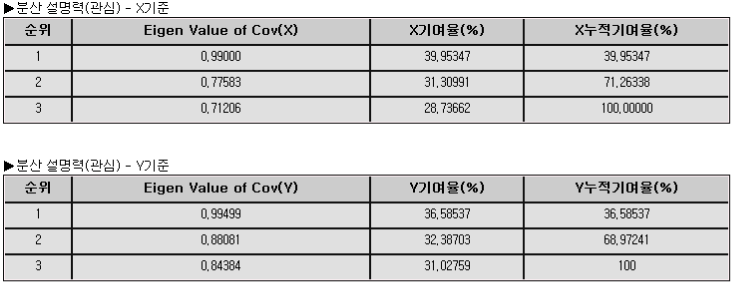 ▶분산 설명력(관심) - X기준
순위 Eigen Value of Cov(X) X기여율(%) X누적기여율(%)
1 0,99000 39,95347 39,95347
2 0,77583 31,30991 71,26338
3 0,71206 28,73662 100,00000
▶분산 설명력(관심) - Y기준
순위 Eigen Value of Cov(Y) Y기여율(%) Y누적기여율(%)
1 0,99499 36,58537 36,58537
2 0,88081 32,38703 68,97241
3 0,84384 31,02759 100